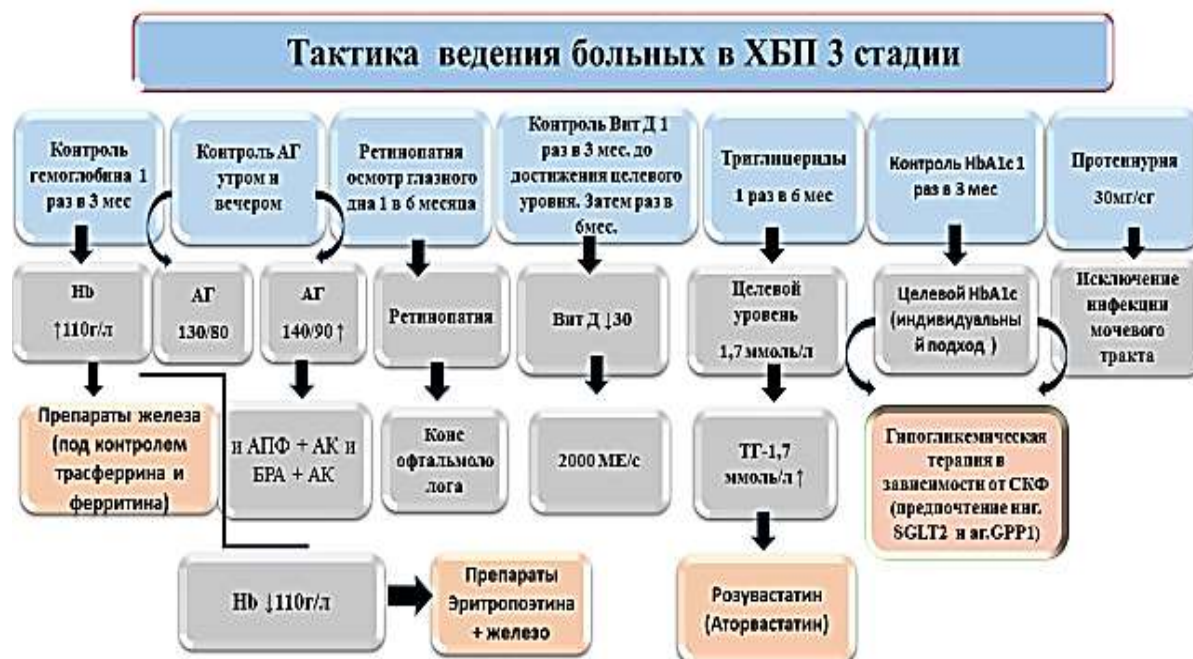 Тактика ведения больных в ХБП 3 стадии
Контроль
гемоглобина 1
раз в 3 мес
Контроль АГ
утром и
вечером
Ретинопатия
осмотр глазного
дна 1 в 6 месяца
Контроль Вит Д 1
раз в 3 мес. до
достижения целевого
уровня. Затем раз в
6мес.
Триглицериды
1 раз в 6 мес
Контроль HbA1c 1
раз в 3 мес
Протеинурия
30мг/сг
Hb
↑110г/л
АГ
130/80
АГ
140/90 ↑
Ретинопатия
Вит Д ↓30
Целевой
уровень
1,7 ммоль/л
Целевой HbA1c
(индивидуальны
й подход )
Исключение
инфекции
мочевого
тракта
Препараты железа
(под контролем
трасферрина и
ферритина)
и АПФ + АК и
БРА + АК
Конс
офтальмо
лога
2000 МЕ/с
ТГ-1,7
ммоль/л ↑
Гипогликемическая
терапия в
зависимости от СКФ
(предпочтение инг.
SGLT2 и аг.GPP1)
Hb ↓110г/л
Препараты
Эритропоэтина
+ железо
Розувастатин
(Аторвастатин)